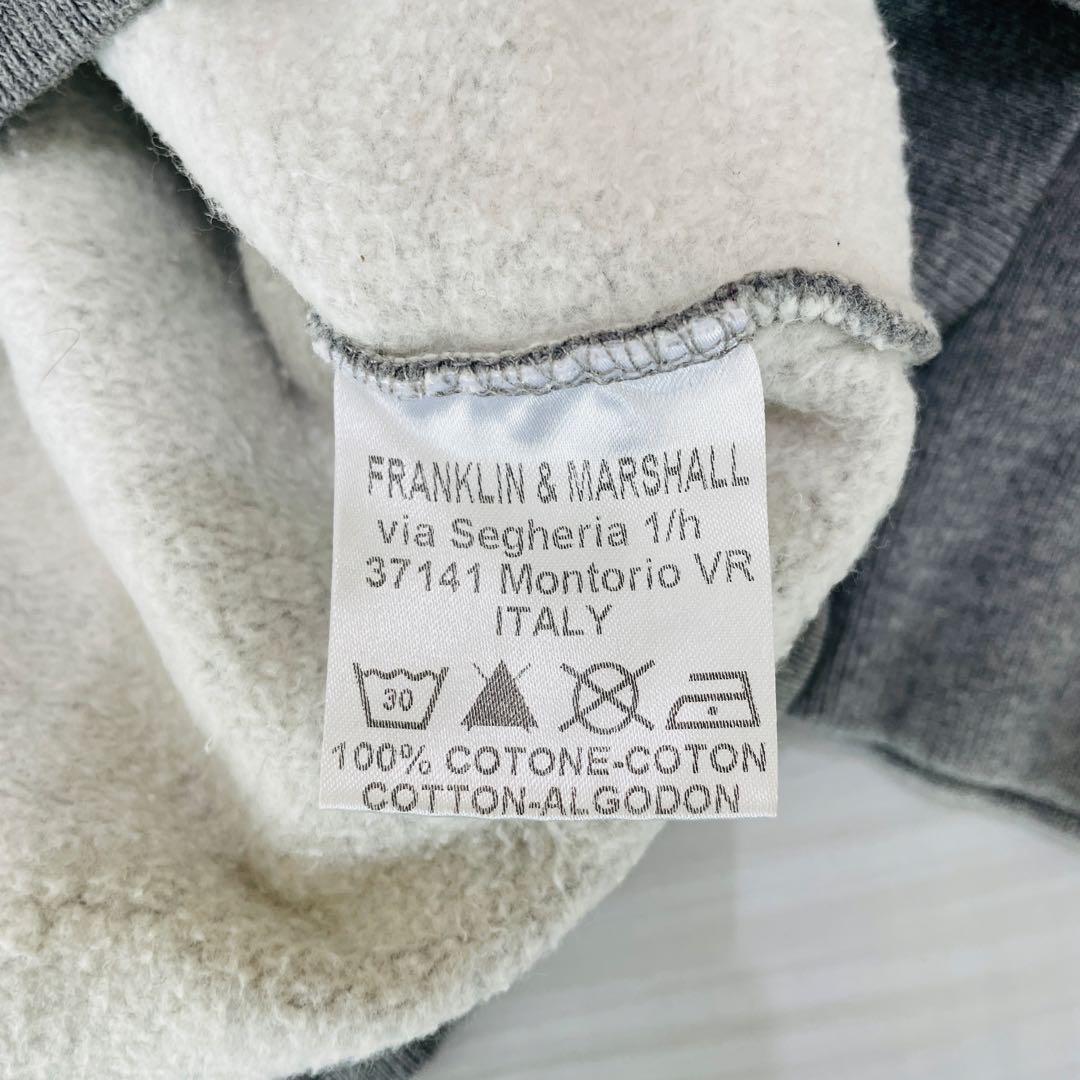 FRANKLIN & MARSHALL
via Segheria 1/h
37141 Montorio VR
ITALY
30
100% COTONE-COTON
COTTON-ALGODON